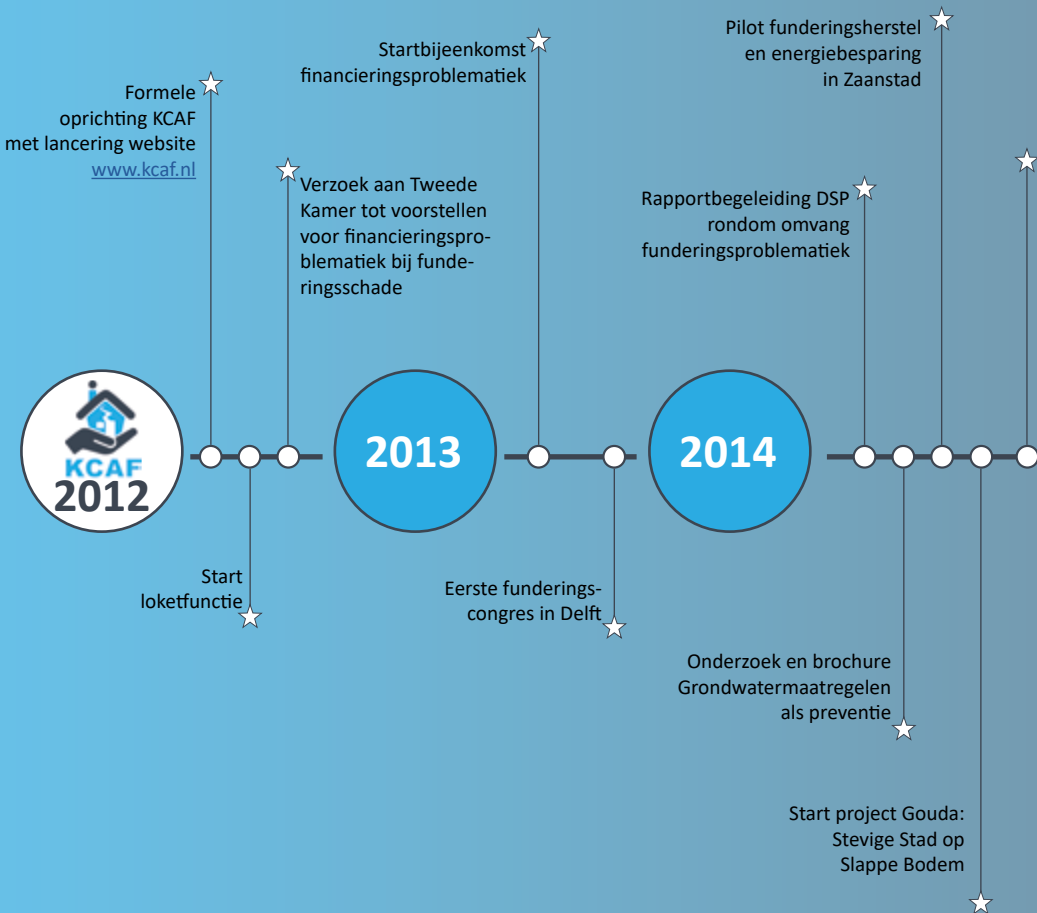 KCAF
2012
Formele
oprichting KCAF
met lancering website
www.kcaf.nl
Start
loketfunctie
Verzoek aan Tweede
Kamer tot voorstellen
voor financieringspro-
blematiek bij funde-
ringsschade
2013
Startbijeenkomst
financieringsproblematiek
Eerste funderings-
congres in Delft
2014
Rapportbegeleiding DSP
rondom omvang
funderingsproblematiek
Onderzoek en brochure
Grondwatermaatregelen
als preventie
Pilot funderingsherstel
en energiebesparing
in Zaanstad
Start project Gouda:
Stevige Stad op
Slappe Bodem